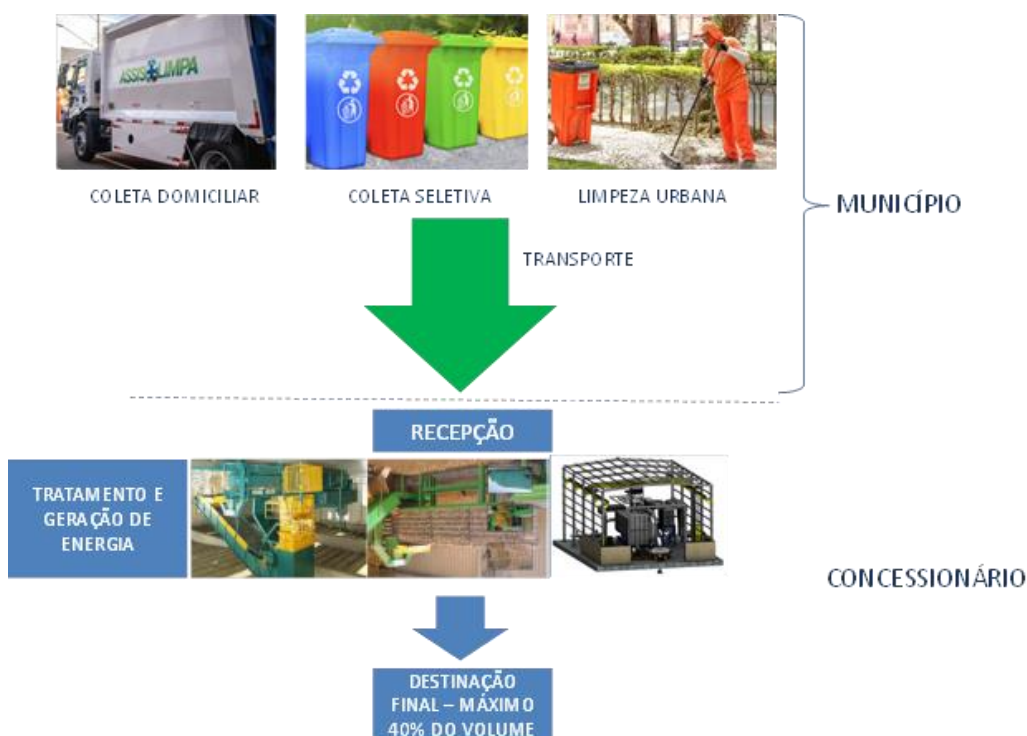 ASSIS LIMPA
COLETA DOMICILIAR
COLETA SELETIVA
LIMPEZA URBANA
MUNICÍPIO
TRANSPORTE
RECEPÇÃO
TRATAMENTO E
GERAÇÃO DE
ENERGIA
CONCESSIONÁRIO
DESTINAÇÃO
FINAL – MÁXIMO
40% DO VOLUME